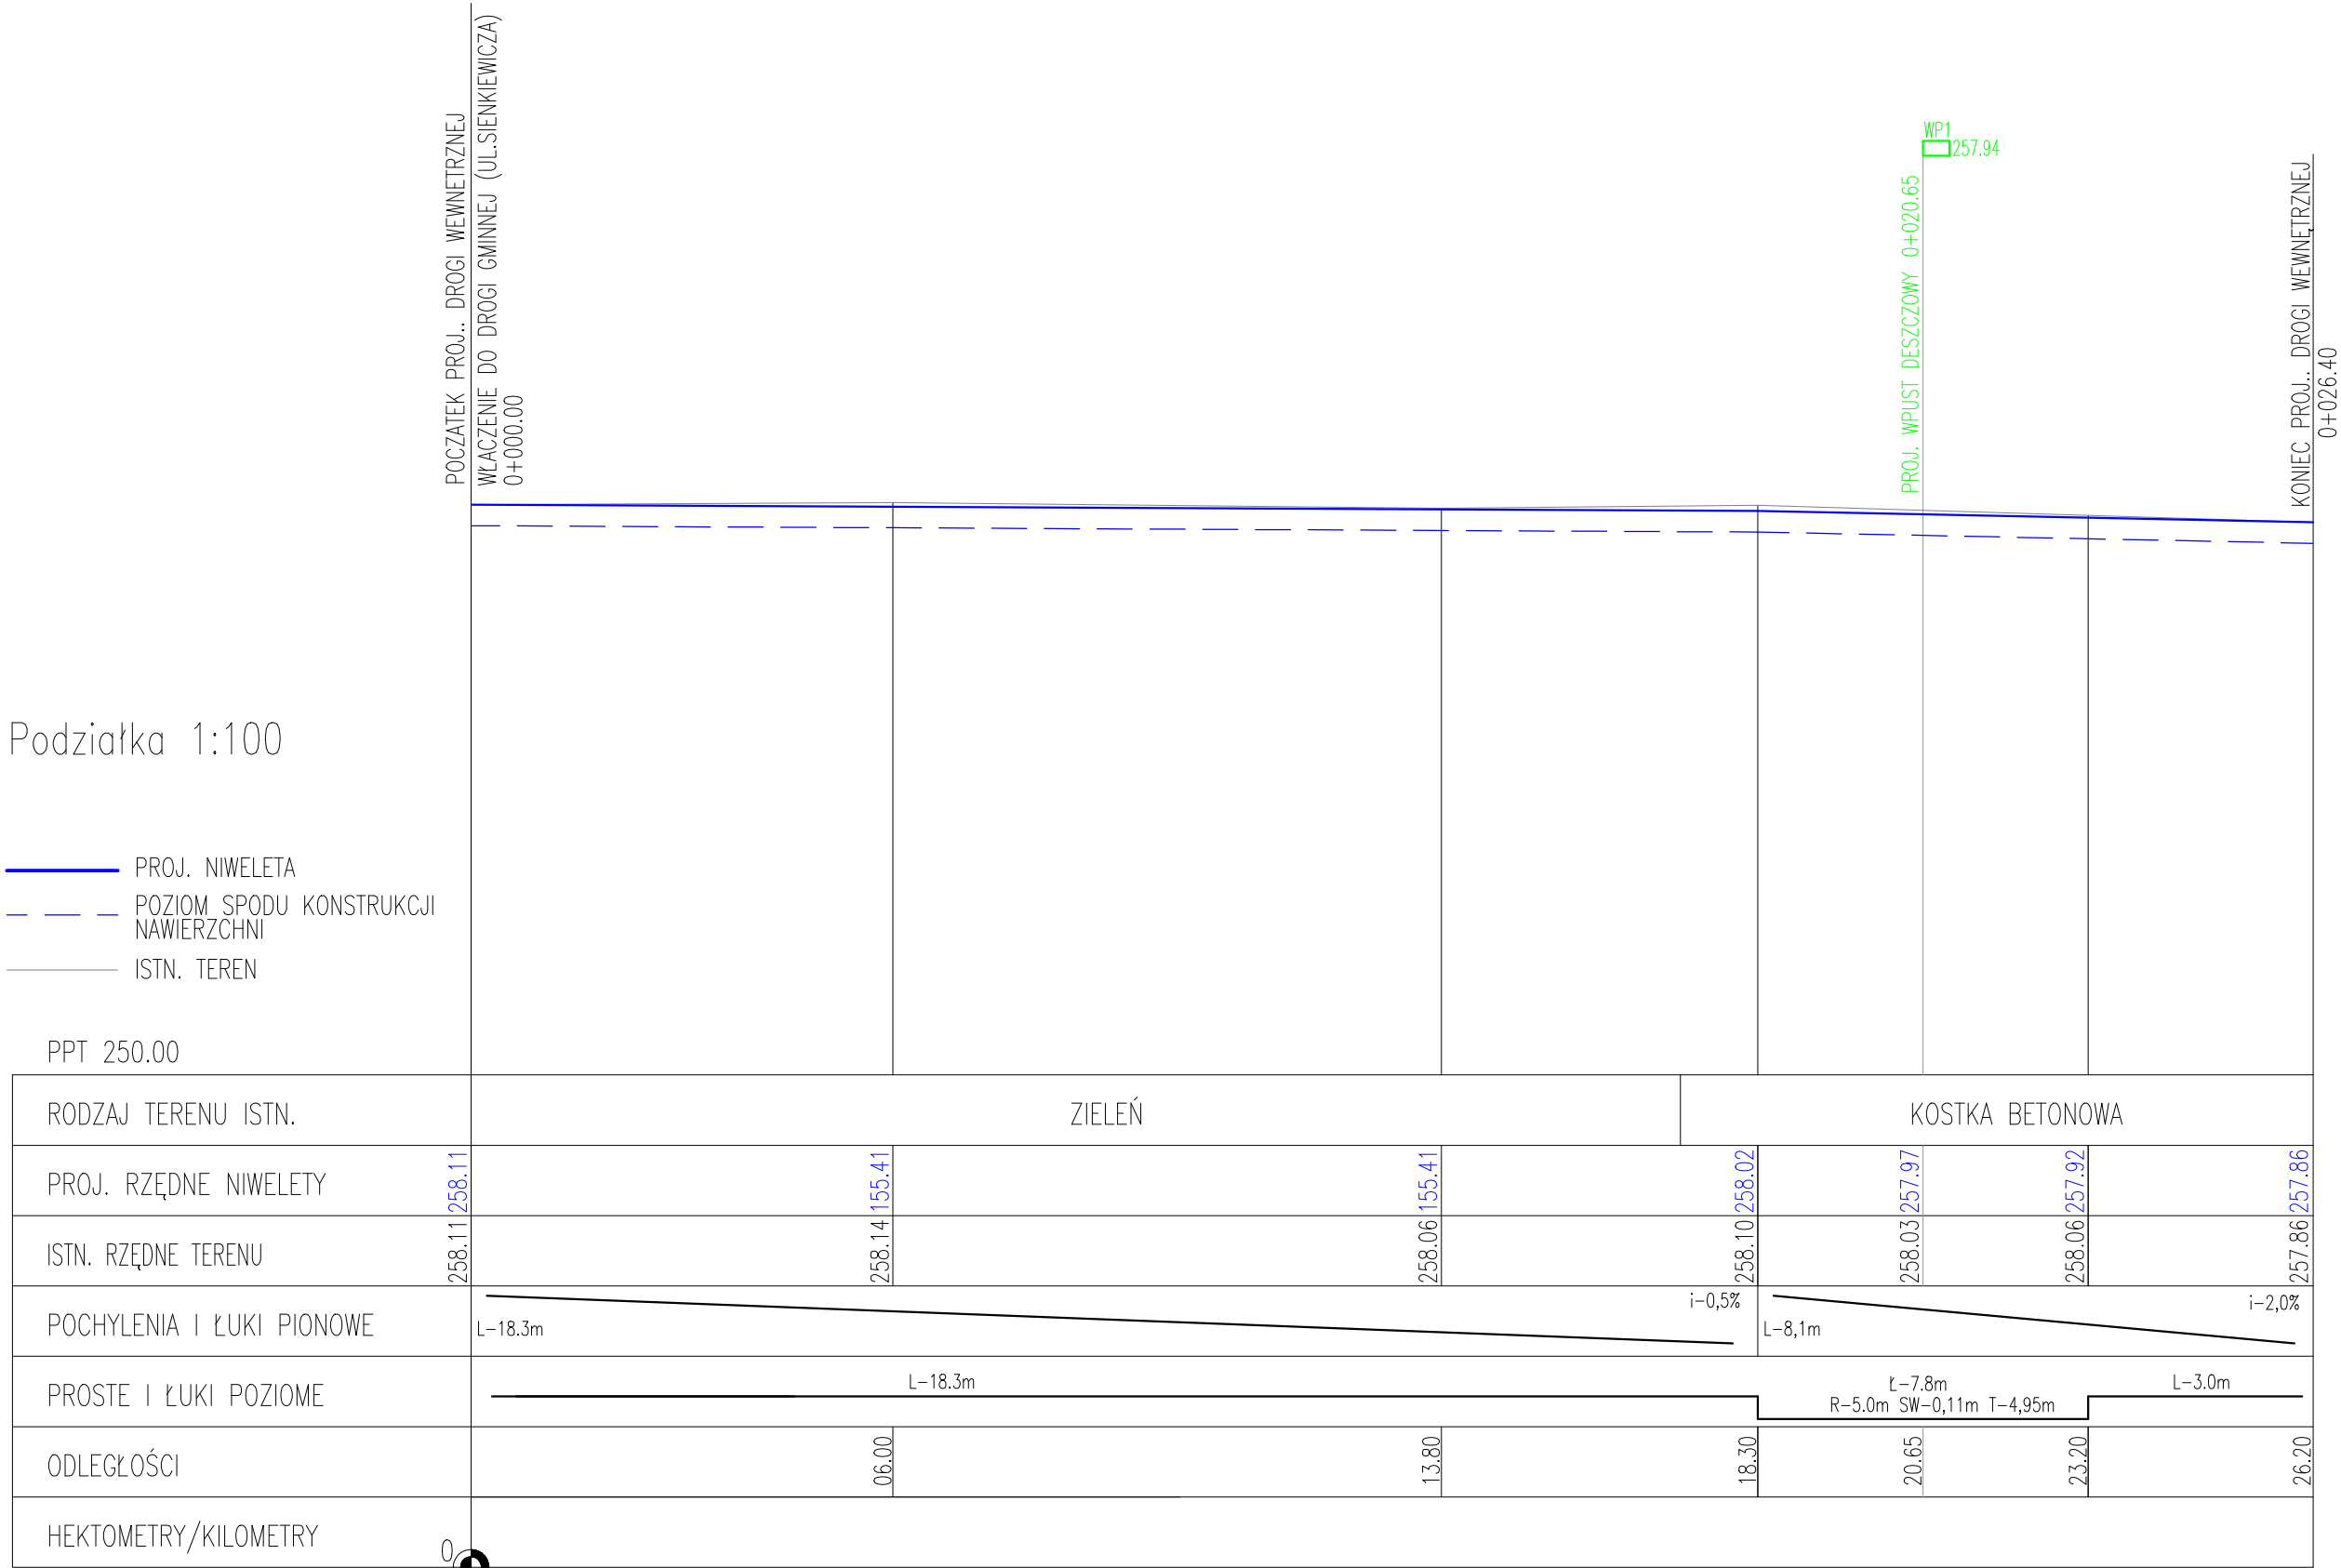 POCZATEK PROJ.. DROGI WEWNETRZNEJ
WŁACZENIE DO DROGI GMINNEJ (UL.SIENKIEWICZA)
0+000.00
WP1
257.94
PROJ. WPUST DESZCZOWY 0+020.65
KONIEC PROJ.. DROGI WEWNĘTRZNEJ
0+026.40
Podziałka 1:100
PROJ. NIWELETA
POZIOM SPODU KONSTRUKCJI
NAWIERZCHNI
ISTN. TEREN
PPT 250.00
RODZAJ TERENU ISTN.
ZIELEŃ
KOSTKA BETONOWA
PROJ. RZĘDNE NIWELETY
258.11
155.41
155.41
258.02
257.97
257.92
257.86
ISTN. RZĘDNE TERENU
258.11
258.14
258.06
258.10
258.03
258.06
257.86
POCHYLENIA I ŁUKI PIONOWE
L-18.3m
i-0,5%
L-8,1m
i-2,0%
PROSTE I ŁUKI POZIOME
L-18.3m
Ł-7.8m
R-5.0m SW-0,11m T-4,95m
L-3.0m
ODLEGŁOŚCI
06.00
13.80
18.30
20.65
23.20
26.20
HEKTOMETRY/KILOMETRY
0